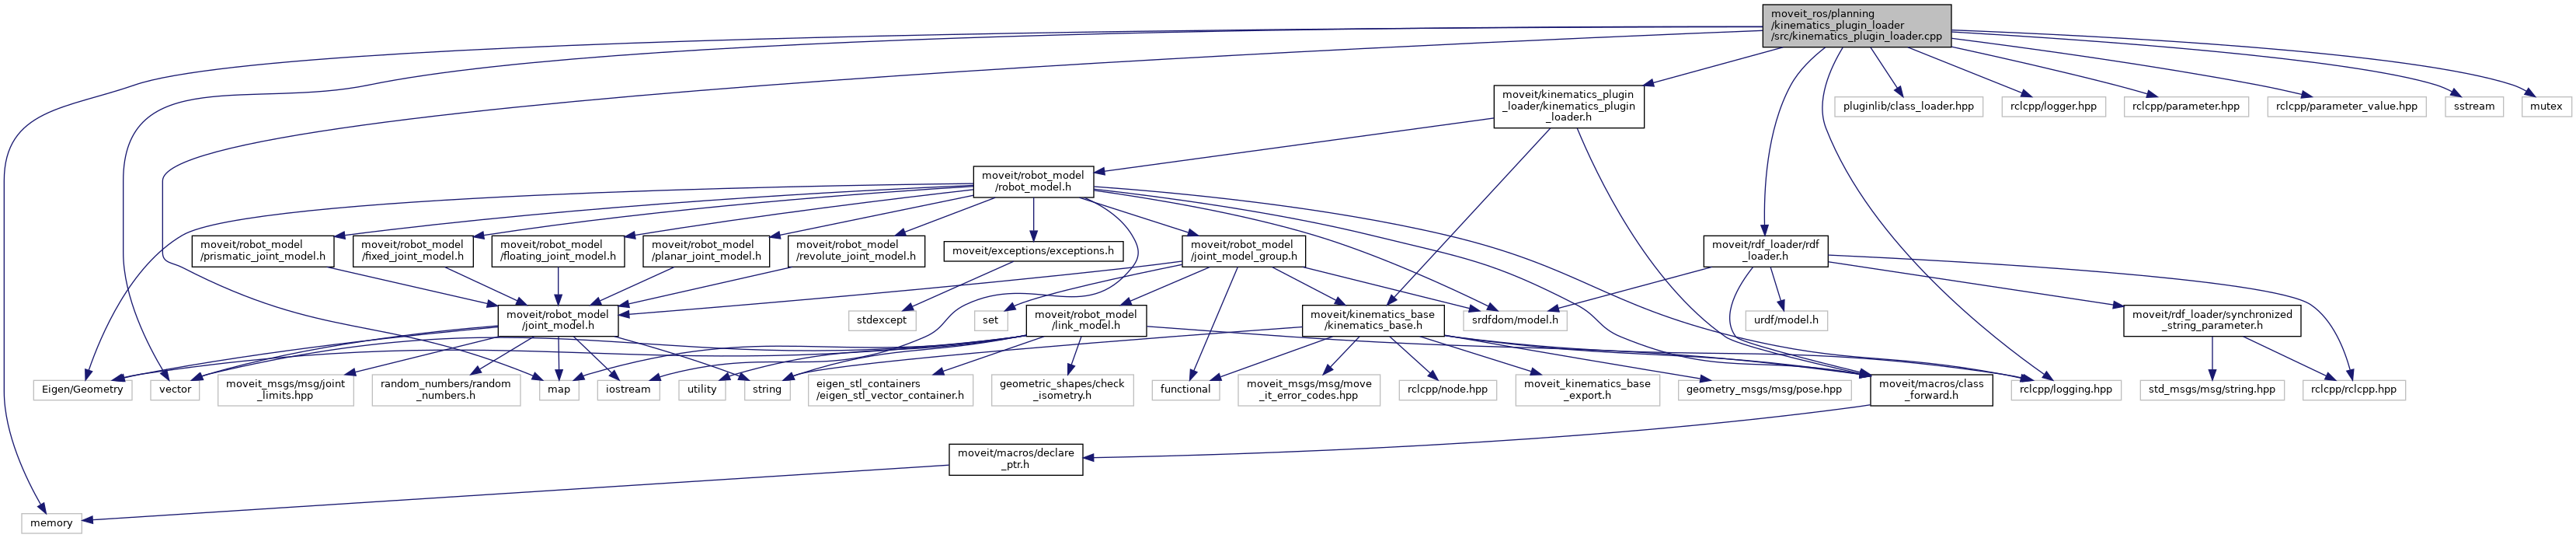 moveit_ros/planning
/kinematics_plugin_loader
/src/kinematics_plugin_loader.cpp
moveit/kinematics_plugin
_loader/kinematics_plugin
_loader.h
pluginlib/class_loader.hpp
rclcpp/logger.hpp
rclcpp/parameter.hpp
rclcpp/parameter_value.hpp
sstream
mutex
moveit/robot_model
/robot_model.h
moveit/robot_model
/prismatic_joint_model.h
moveit/robot_model
/fixed_joint_model.h
moveit/robot_model
/floating_joint_model.h
moveit/robot_model
/planar_joint_model.h
moveit/robot_model
/revolute_joint_model.h
moveit/exceptions/exceptions.h
moveit/robot_model
/joint_model_group.h
moveit/rdf_loader/rdf
_loader.h
moveit/robot_model
/joint_model.h
stdexcept
set
moveit/robot_model
/link_model.h
moveit/kinematics_base
/kinematics_base.h
srdfdom/model.h
urdf/model.h
moveit/rdf_loader/synchronized
_string_parameter.h
Eigen/Geometry
vector
moveit_msgs/msg/joint
_limits.hpp
random_numbers/random
_numbers.h
map
iostream
utility
string
eigen_stl_containers
/eigen_stl_vector_container.h
geometric_shapes/check
_isometry.h
functional
moveit_msgs/msg/move
_it_error_codes.hpp
rclcpp/node.hpp
moveit_kinematics_base
_export.h
geometry_msgs/msg/pose.hpp
moveit/macros/class
_forward.h
rclcpp/logging.hpp
std_msgs/msg/string.hpp
rclcpp/rclcpp.hpp
moveit/macros/declare
_ptr.h
memory